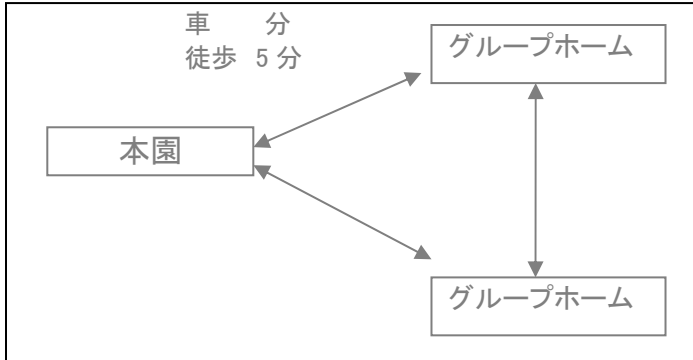 車　　分
徒歩 5分
グループホーム
本園
グループホーム